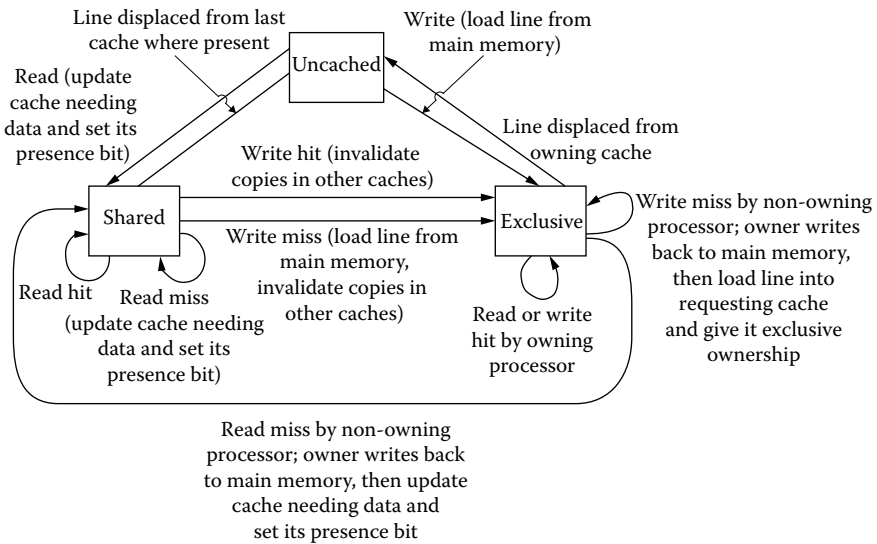 Line displaced from last
cache where present
Write (load line from
main memory)
Uncached
Read (update
cache needing
data and set its
presence bit)
Line displaced from
owning cache
Write hit (invalidate
copies in other caches)
Shared
Exclusive
Write miss (load line from
main memory,
invalidate copies in
other caches)
Write miss by non-owning
processor; owner writes
back to main memory,
then load line into
requesting cache
and give it exclusive
ownership
Read hit
Read miss
(update cache needing
data and set its
presence bit)
Read or write
hit by owning
processor
Read miss by non-owning
processor; owner writes back
to main memory, then update
cache needing data and
set its presence bit